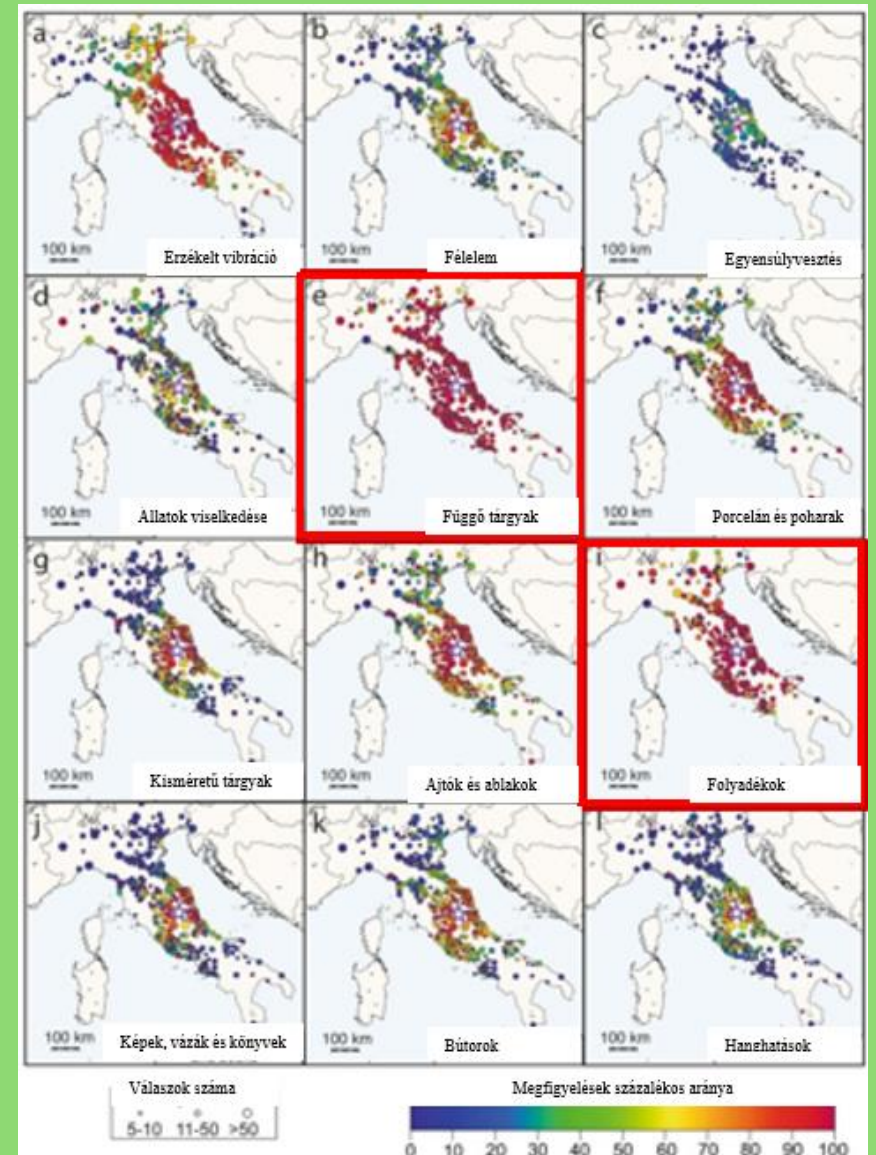 a b c
100 km Érzékelt vibráció 100 km Félelem 100 km Egyensúlyvesztés
d e f
100 km Állatok viselkedése 100 km Függő tárgyak 100 km Porcelán és poharak
g h i
100 km Kisméretű tárgyak 100 km Ajtók és ablakok 100 km Folyadékok
j k l
100 km Képek, vázák és könyvek 100 km Bútorok 100 km Hanghatások
Válaszok száma Megfigyelések százalékos aránya
5-10 11-50 >50
0 10 20 30 40 50 60 70 80 90 100